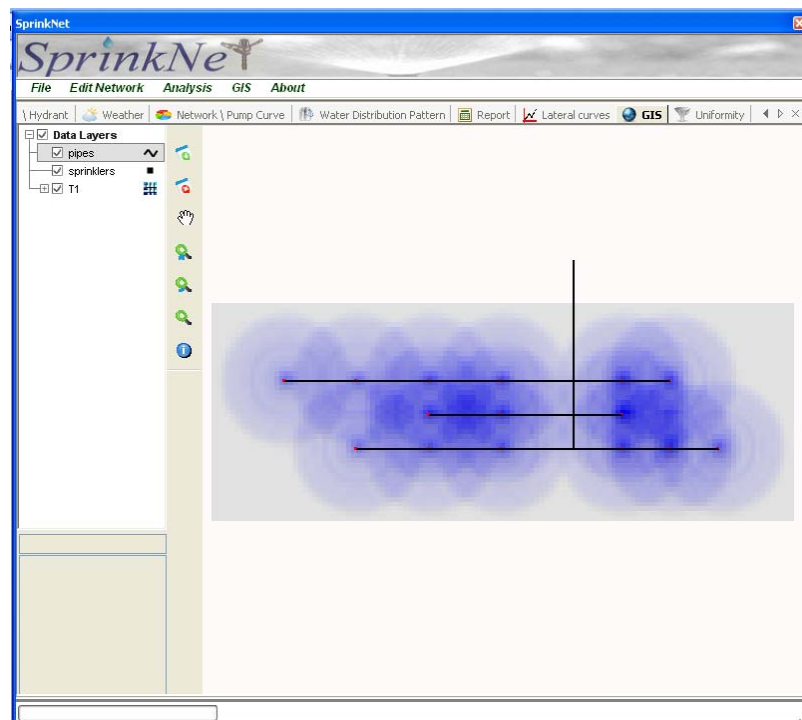 SprinkNet
SprinkNet
File Edit Network Analysis GIS About
\ Hydrant Weather Network \ Pump Curve Water Distribution Pattern Report Lateral curves GIS Uniformity
Data Layers
pipes
sprinklers
T1